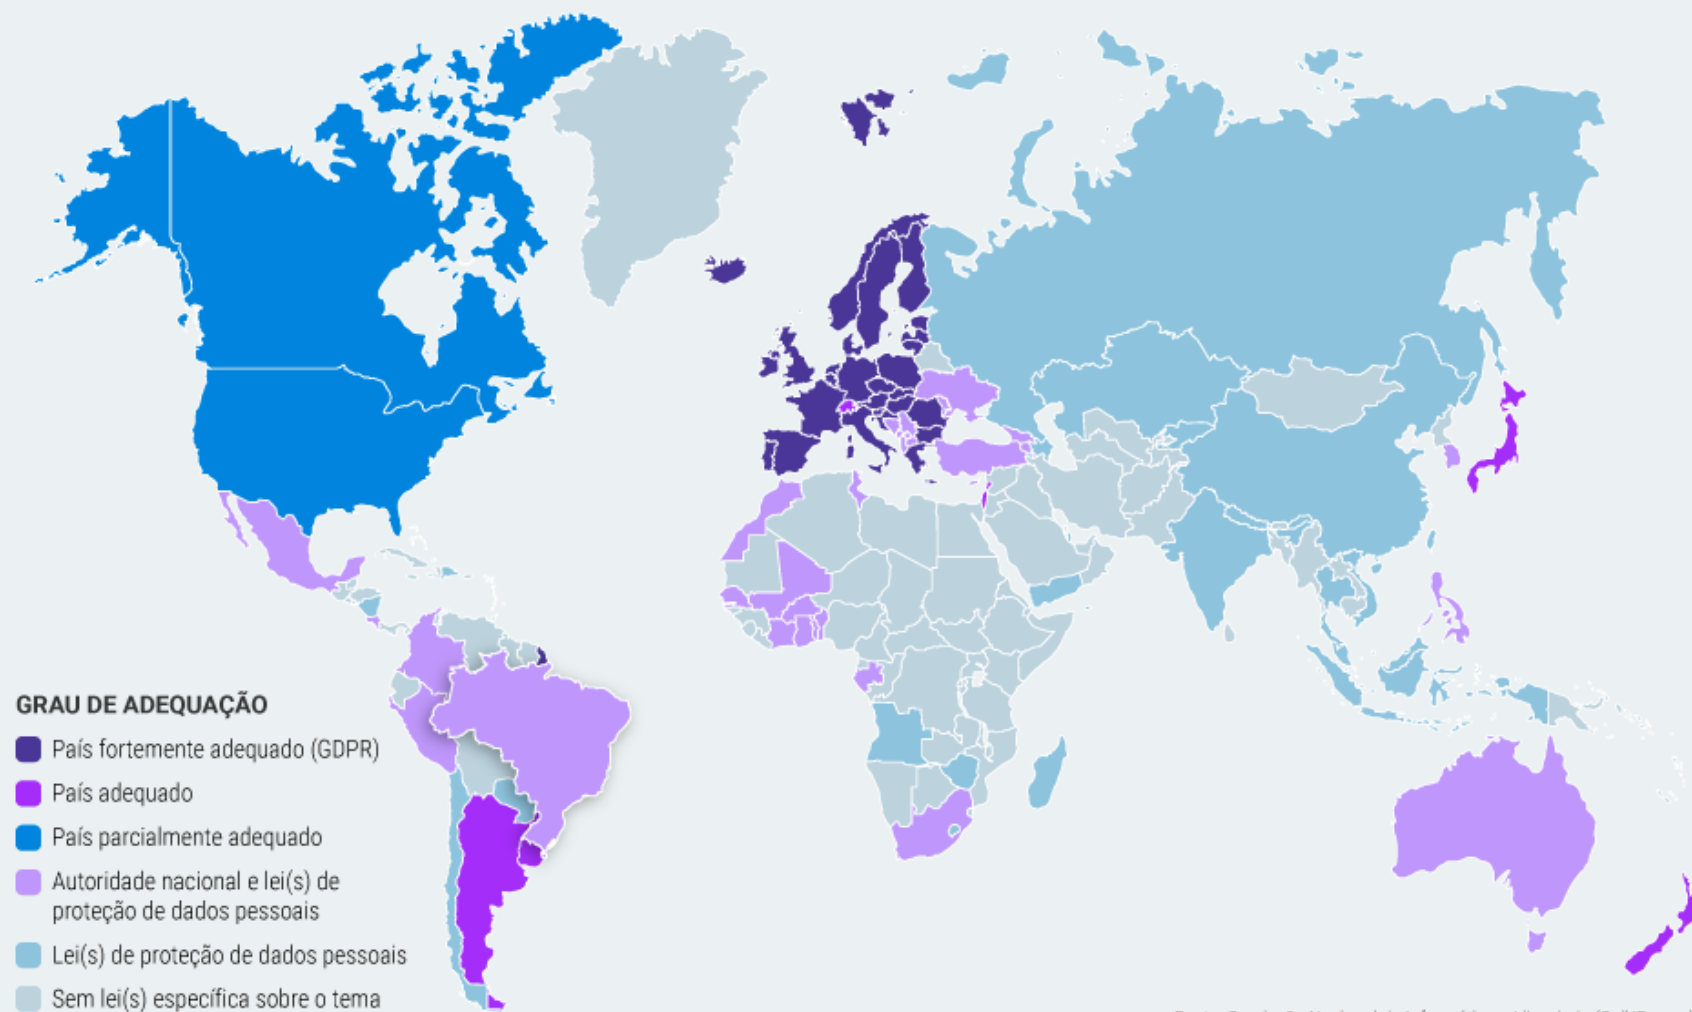 GRAU DE ADEQUAÇÃO
País fortemente adequado (GDPR)
País adequado
País parcialmente adequado
Autoridade nacional e lei(s) de
proteção de dados pessoais
Lei(s) de proteção de dados pessoais
Sem lei(s) específica sobre o tema